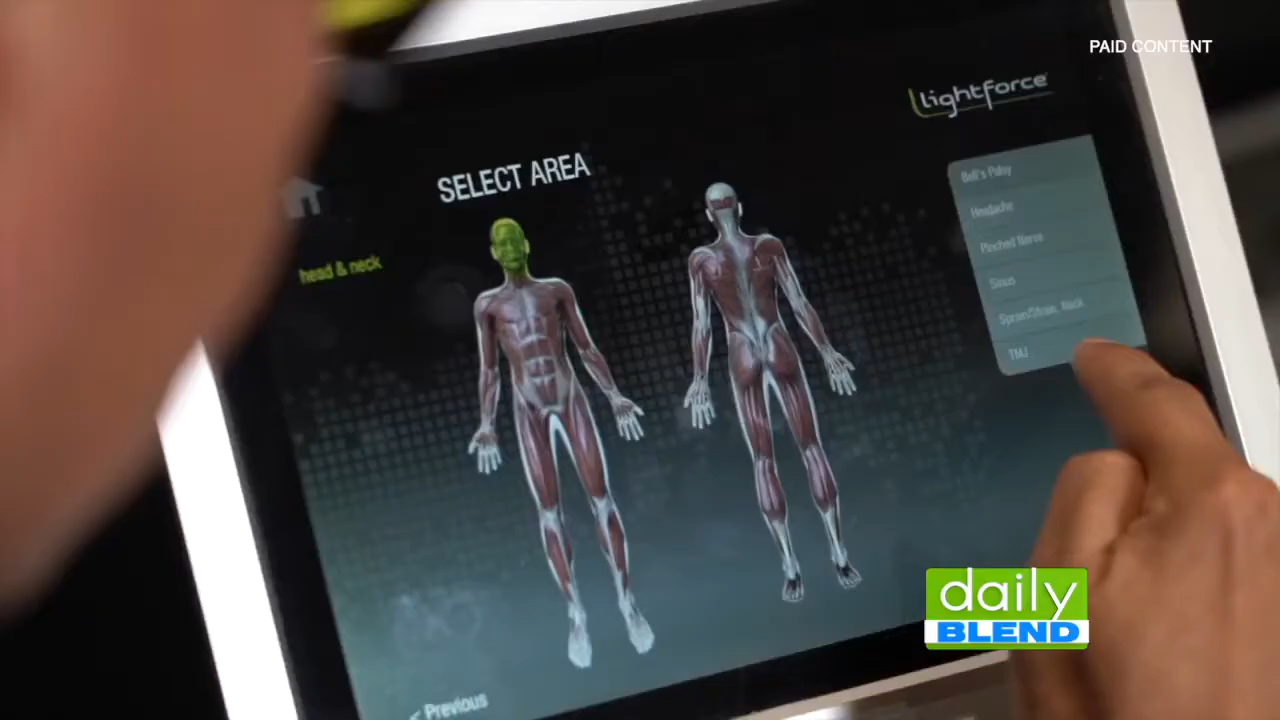 PAID CONTENT
lightforce
SELECT AREA
head & neck
Bell's Palsy
Headache
Pinched Nerve
Sinus
Sprain/Strain, Neck
TMJ
< Previous
daily
BLEND